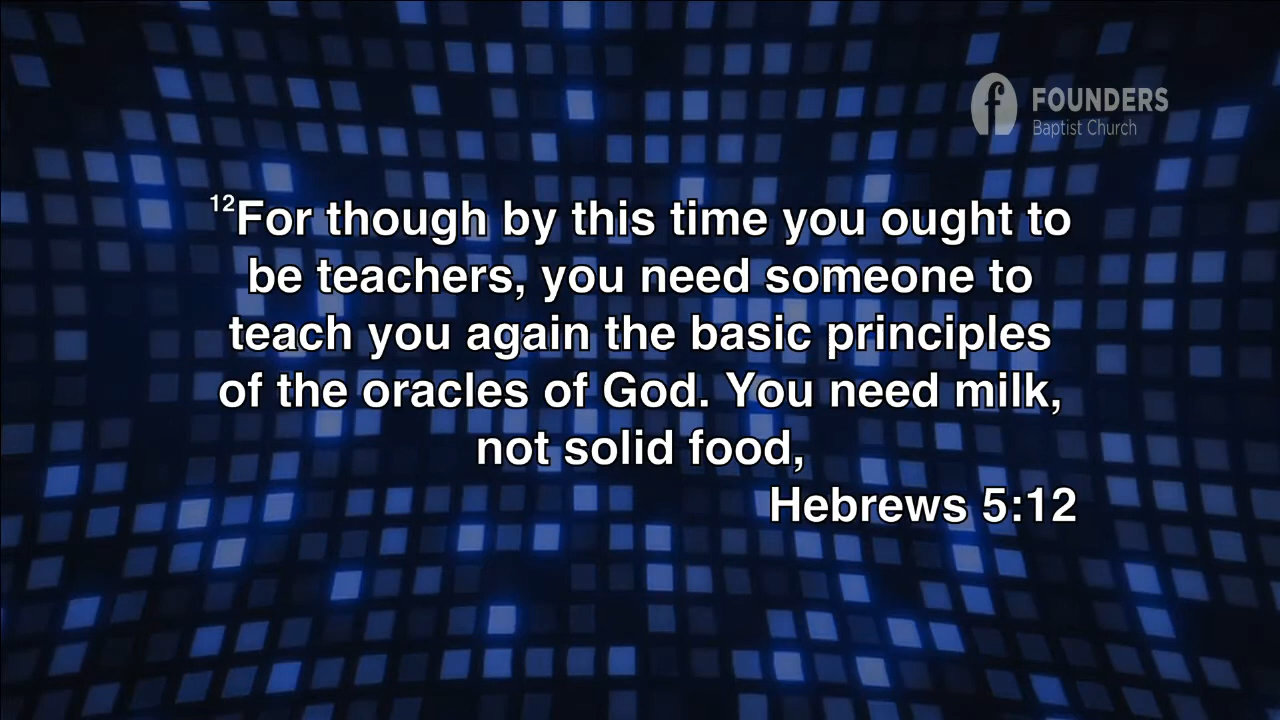 FOUNDERS
Baptist Church
12For though by this time you ought to
be teachers, you need someone to
teach you again the basic principles
of the oracles of God. You need milk,
not solid food,
Hebrews 5:12